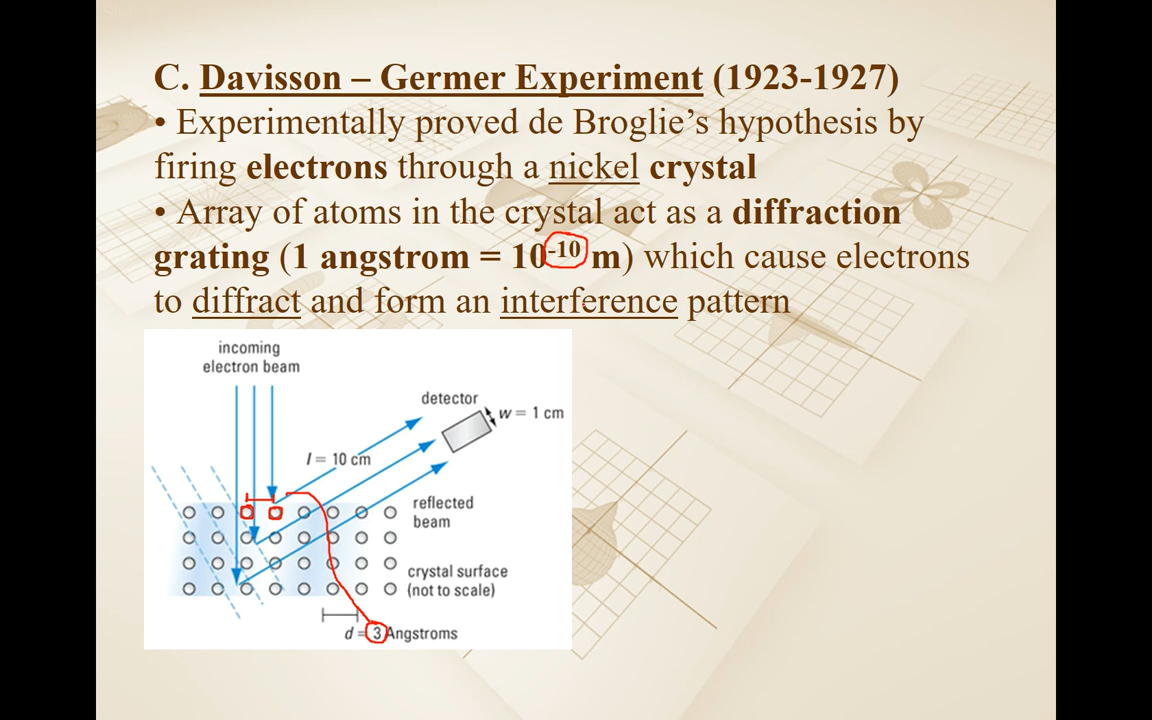 C. Davisson – Germer Experiment (1923-1927)
• Experimentally proved de Broglie’s hypothesis by
firing electrons through a nickel crystal
• Array of atoms in the crystal act as a diffraction
grating (1 angstrom = 10-10 m) which cause electrons
to diffract and form an interference pattern
incoming
electron beam
detector
w = 1 cm
l = 10 cm
reflected
beam
crystal surface
(not to scale)
d = 3 Angstroms